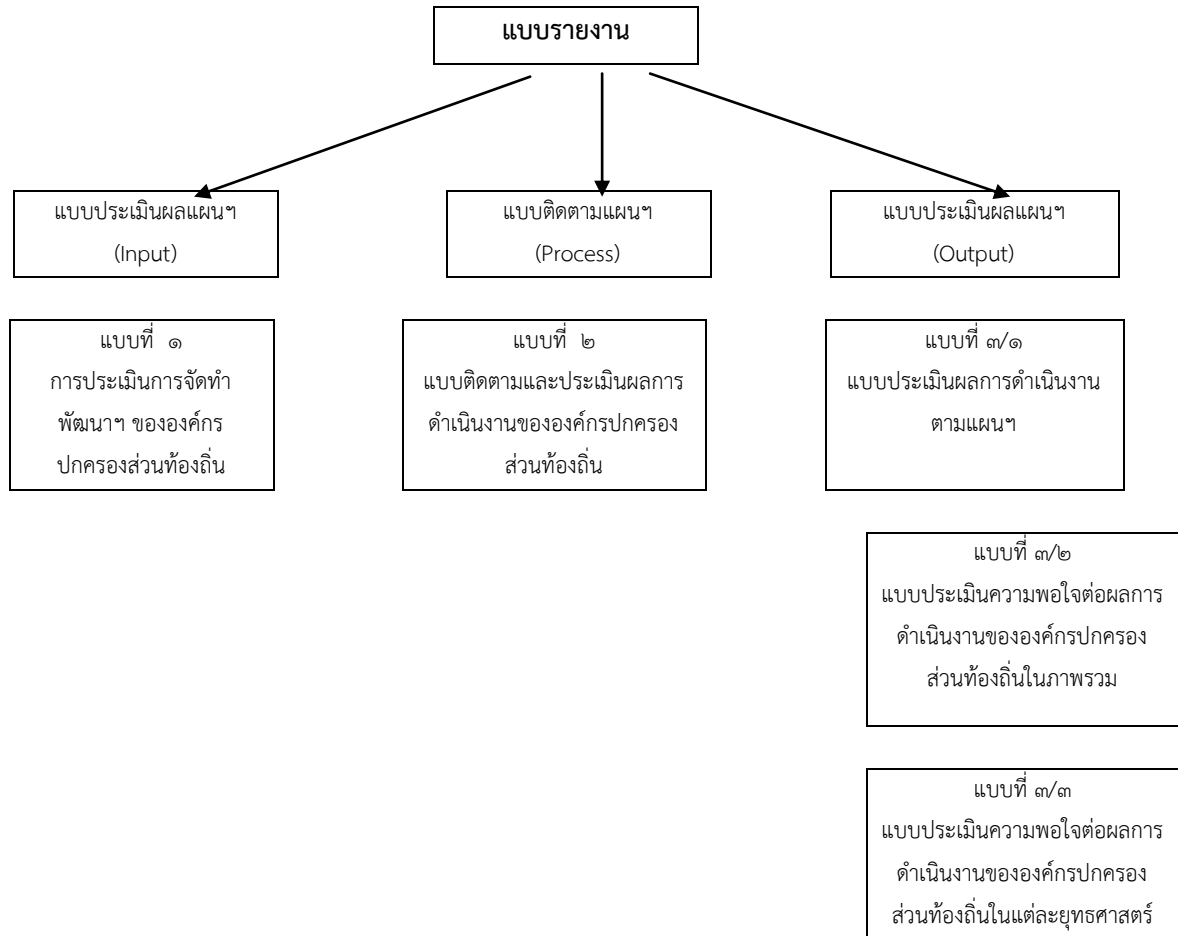 แบบรายงาน
แบบประเมินผลแผนฯ
(Input)
แบบติดตามแผนฯ
(Process)
แบบประเมินผลแผนฯ
(Output)
แบบที่ ๑
การประเมินการจัดทำ
พัฒนาฯ ขององค์กร
ปกครองส่วนท้องถิ่น
แบบที่ ๒
แบบติดตามและประเมินผลการ
ดำเนินงานขององค์กรปกครอง
ส่วนท้องถิ่น
แบบที่ ๓/๑
แบบประเมินผลการดำเนินงาน
ตามแผนฯ
แบบที่ ๓/๒
แบบประเมินความพอใจต่อผลการ
ดำเนินงานขององค์กรปกครอง
ส่วนท้องถิ่นในภาพรวม
แบบที่ ๓/๓
แบบประเมินความพอใจต่อผลการ
ดำเนินงานขององค์กรปกครอง
ส่วนท้องถิ่นในแต่ละยุทธศาสตร์